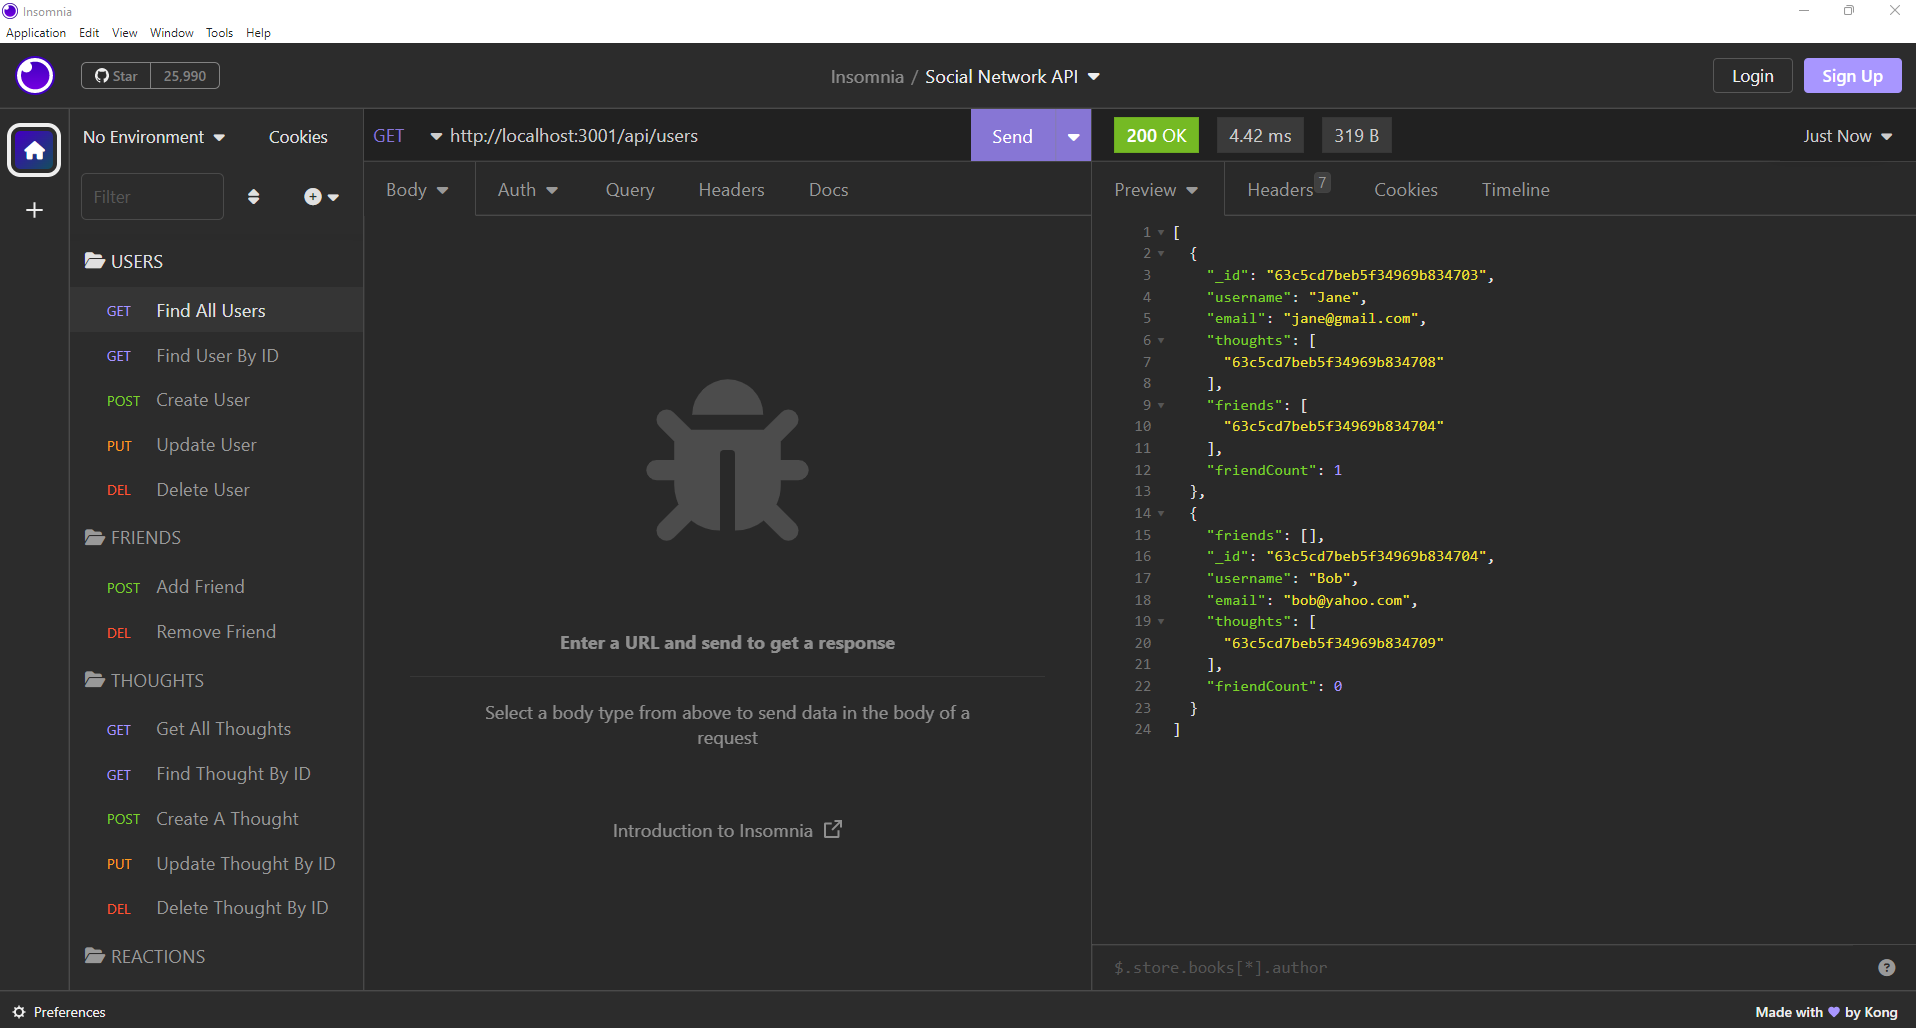 Insomnia
Application Edit View Window Tools Help
Star 25,990
Insomnia / Social Network API
Login Sign Up
No Environment Cookies
Filter
USERS
GET Find All Users
GET Find User By ID
POST Create User
PUT Update User
DEL Delete User
FRIENDS
POST Add Friend
DEL Remove Friend
THOUGHTS
GET Get All Thoughts
GET Find Thought By ID
POST Create A Thought
PUT Update Thought By ID
DEL Delete Thought By ID
REACTIONS
GET http://localhost:3001/api/users Send
Body Auth Query Headers Docs
Enter a URL and send to get a response
Select a body type from above to send data in the body of a
request
Introduction to Insomnia
200 OK 4.42 ms 319 B Just Now
Preview Headers 7 Cookies Timeline
1 [
2 {
3 "_id": "63c5cd7beb5f34969b834703",
4 "username": "Jane",
5 "email": "jane@gmail.com",
6 "thoughts": [
7 "63c5cd7beb5f34969b834708"
8 ],
9 "friends": [
10 "63c5cd7beb5f34969b834704"
11 ],
12 "friendCount": 1
13 },
14 {
15 "friends": [],
16 "_id": "63c5cd7beb5f34969b834704",
17 "username": "Bob",
18 "email": "bob@yahoo.com",
19 "thoughts": [
20 "63c5cd7beb5f34969b834709"
21 ],
22 "friendCount": 0
23 }
24 ]
$.store.books[*].author
Preferences
Made with 💜 by Kong